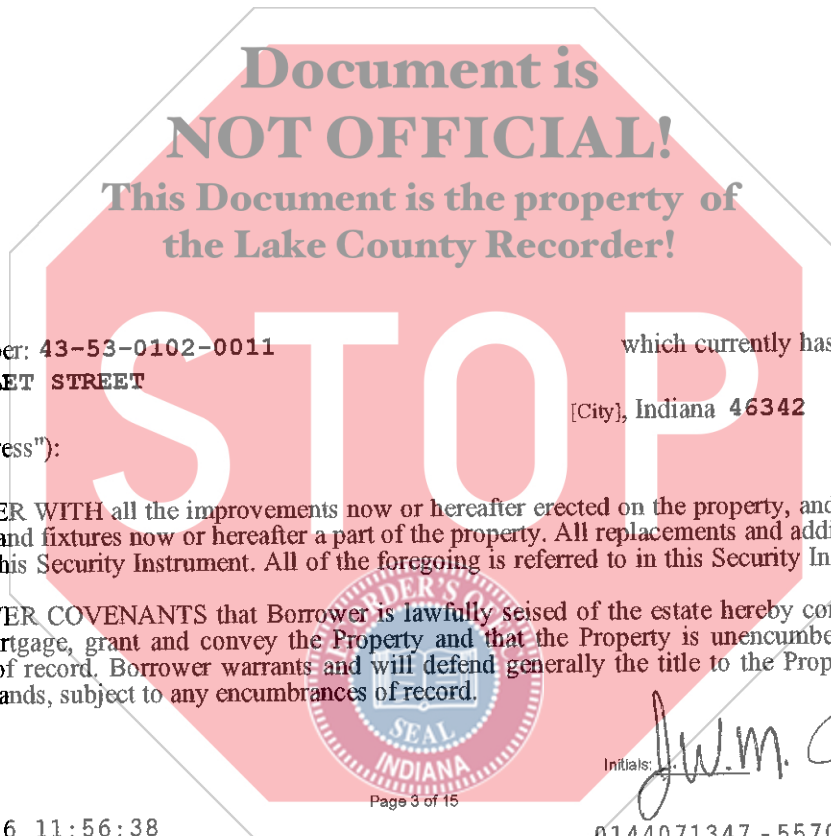 Document is
NOT OFFICIAL!
This Document is the property of
the Lake County Recorder!
STOP
er: 43-53-0102-0011 which currently has
ET STREET
[City], Indiana 46342
ess"):
ER WITH all the improvements now or hereafter erected on the property, and
and fixtures now or hereafter a part of the property. All replacements and addi
his Security Instrument. All of the foregoing is referred to in this Security In
ER COVENANTS that Borrower is lawfully seised of the estate hereby co
rtgage, grant and convey the Property and that the Property is unencumbe
of record. Borrower warrants and will defend generally the title to the Prop
ands, subject to any encumbrances of record.
SEAL
INDIANA
Initials: J.W.M.
Page 3 of 15
6 11:56:38
0144071347 - 5570